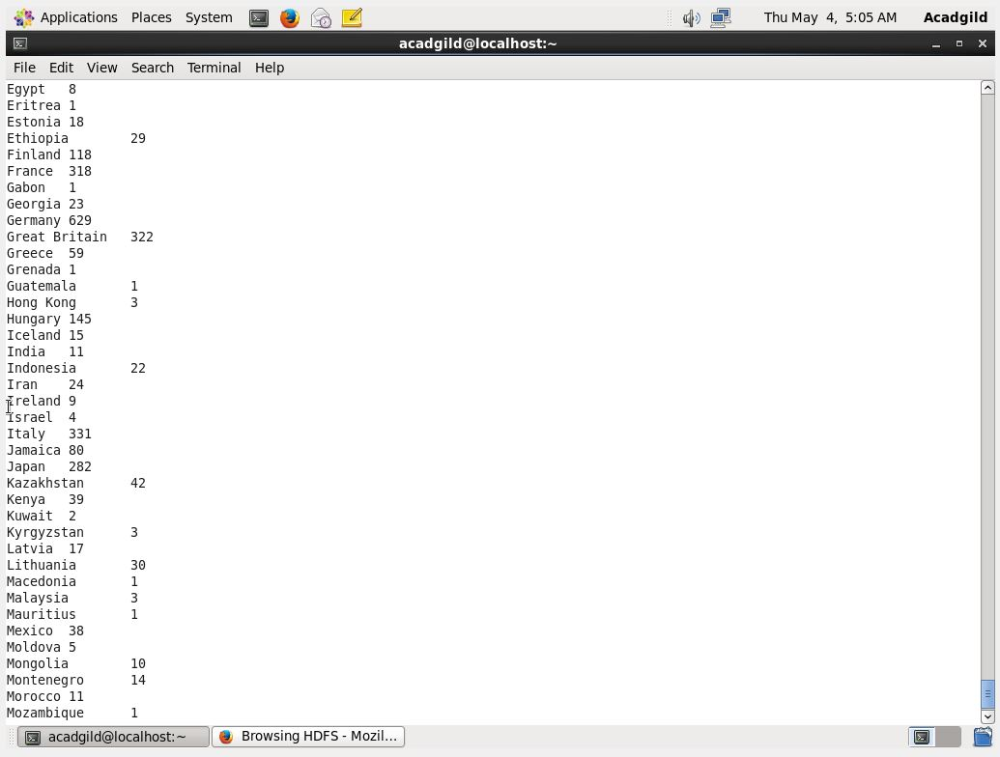 Applications Places System Thu May 4, 5:05 AM Acadgild
acadgild@localhost:~
File Edit View Search Terminal Help
Egypt 8
Eritrea 1
Estonia 18
Ethiopia 29
Finland 118
France 318
Gabon 1
Georgia 23
Germany 629
Great Britain 322
Greece 59
Grenada 1
Guatemala 1
Hong Kong 3
Hungary 145
Iceland 15
India 11
Indonesia 22
Iran 24
Ireland 9
Israel 4
Italy 331
Jamaica 80
Japan 282
Kazakhstan 42
Kenya 39
Kuwait 2
Kyrgyzstan 3
Latvia 17
Lithuania 30
Macedonia 1
Malaysia 3
Mauritius 1
Mexico 38
Moldova 5
Mongolia 10
Montenegro 14
Morocco 11
Mozambique 1
acadgild@localhost:~ Browsing HDFS - Mozil...